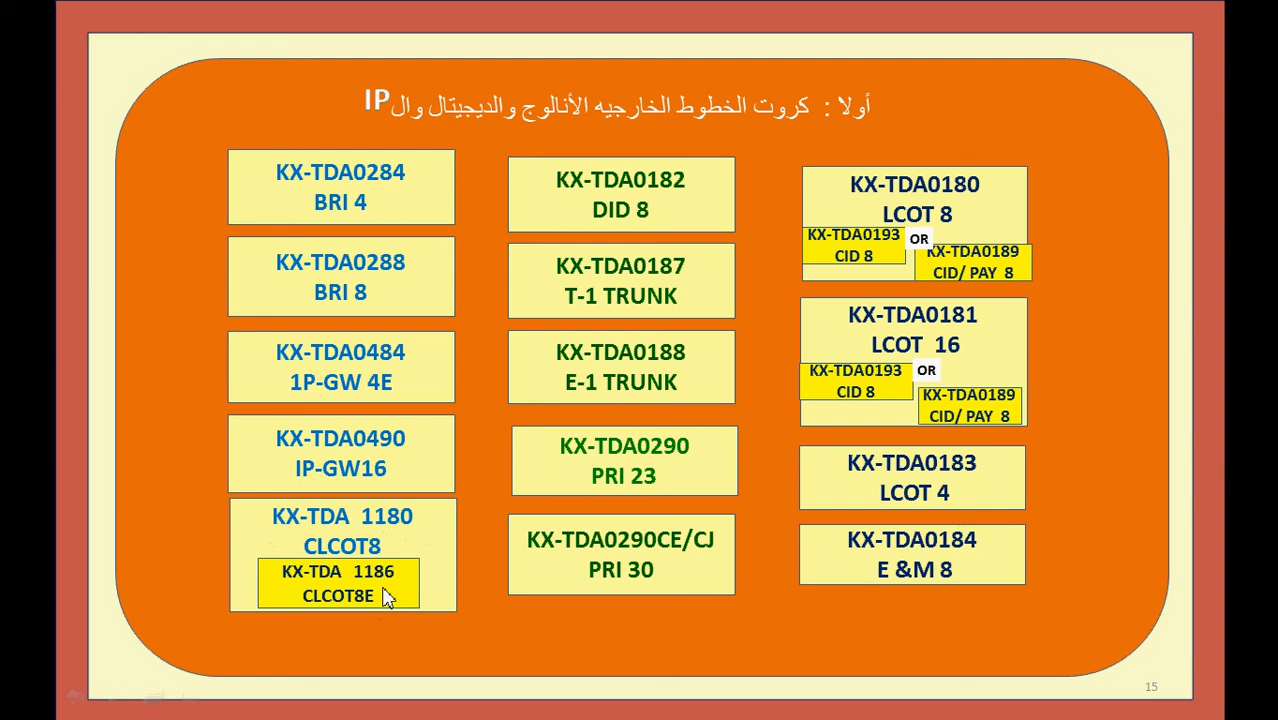 أولا : كروت الخطوط الخارجيه الأنالوج والديجيتال والIP
KX-TDA0284
BRI 4
KX-TDA0288
BRI 8
KX-TDA0484
1P-GW 4E
KX-TDA0490
IP-GW16
KX-TDA 1180
CLCOT8
KX-TDA 1186
CLCOT8E
KX-TDA0182
DID 8
KX-TDA0187
T-1 TRUNK
KX-TDA0188
E-1 TRUNK
KX-TDA0290
PRI 23
KX-TDA0290CE/CJ
PRI 30
KX-TDA0180
LCOT 8
KX-TDA0193
CID 8
OR
KX-TDA0189
CID/ PAY 8
KX-TDA0181
LCOT 16
KX-TDA0193
CID 8
OR
KX-TDA0189
CID/ PAY 8
KX-TDA0183
LCOT 4
KX-TDA0184
E &M 8
15